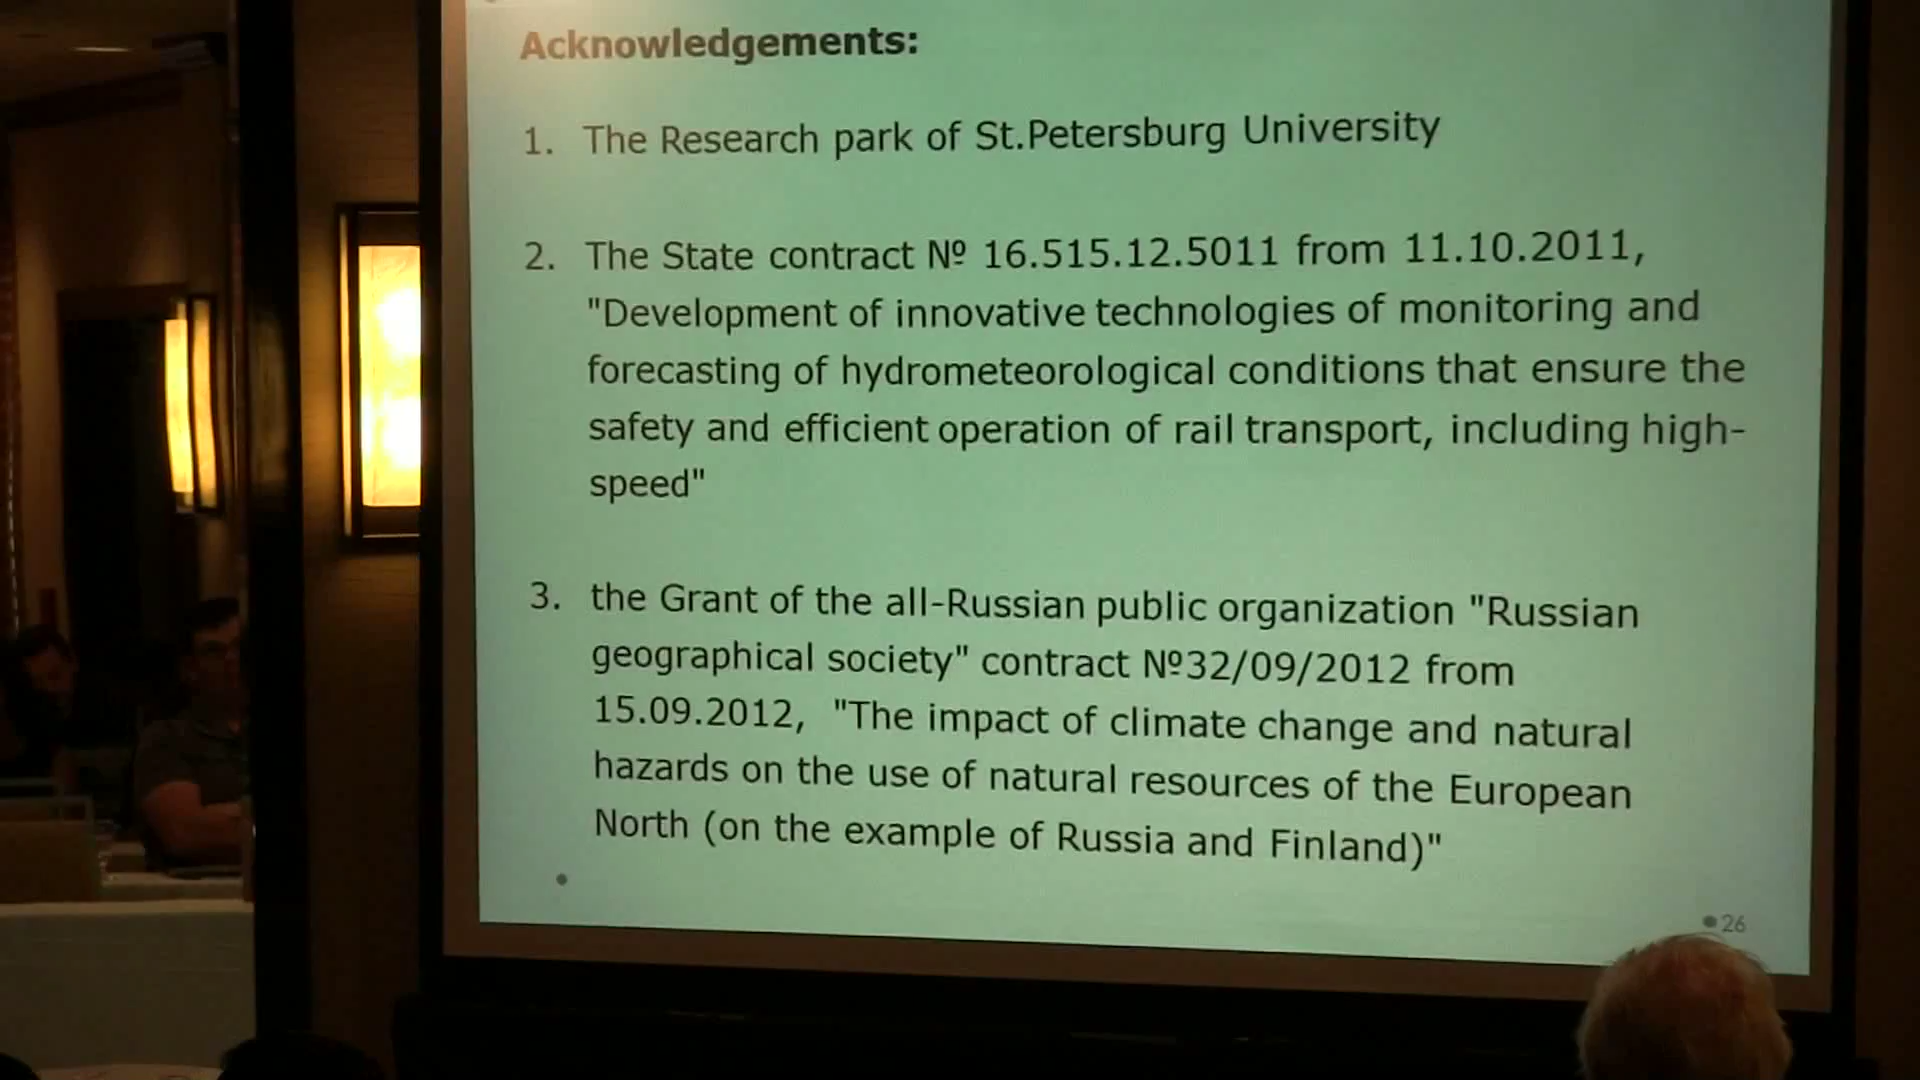 Acknowledgements:
1. The Research park of St.Petersburg University
2. The State contract № 16.515.12.5011 from 11.10.2011,
"Development of innovative technologies of monitoring and
forecasting of hydrometeorological conditions that ensure the
safety and efficient operation of rail transport, including high-
speed"
3. the Grant of the all-Russian public organization "Russian
geographical society" contract №32/09/2012 from
15.09.2012, "The impact of climate change and natural
hazards on the use of natural resources of the European
North (on the example of Russia and Finland)"
•
•26